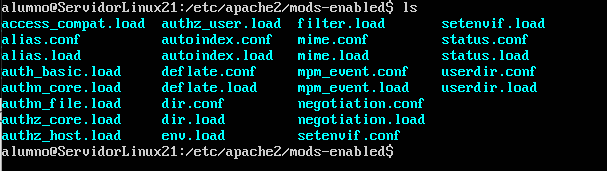 alumno@ServidorLinux21:/etc/apache2/mods-enabled$ ls
access_compat.load authz_user.load filter.load setenvif.load
alias.conf autoindex.conf mime.conf status.conf
alias.load autoindex.load mime.load status.load
auth_basic.load deflate.conf mpm_event.conf userdir.conf
authn_core.load deflate.load mpm_event.load userdir.load
authn_file.load dir.conf negotiation.conf
authz_core.load dir.load negotiation.load
authz_host.load env.load setenvif.conf
alumno@ServidorLinux21:/etc/apache2/mods-enabled$